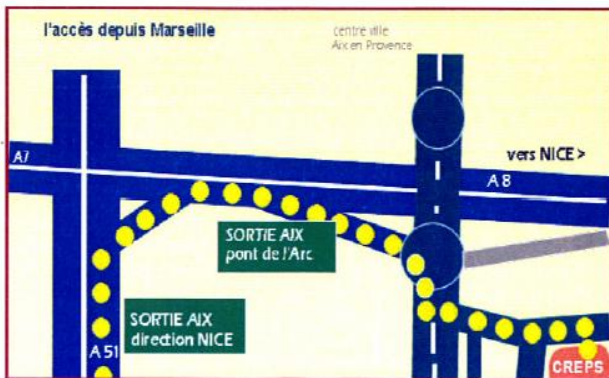 l'accès depuis Marseille
centre ville
Aix en Provence
A7
vers NICE >
A 8
SORTIE AIX
pont de l'Arc
SORTIE AIX
direction NICE
A 51
CREPS